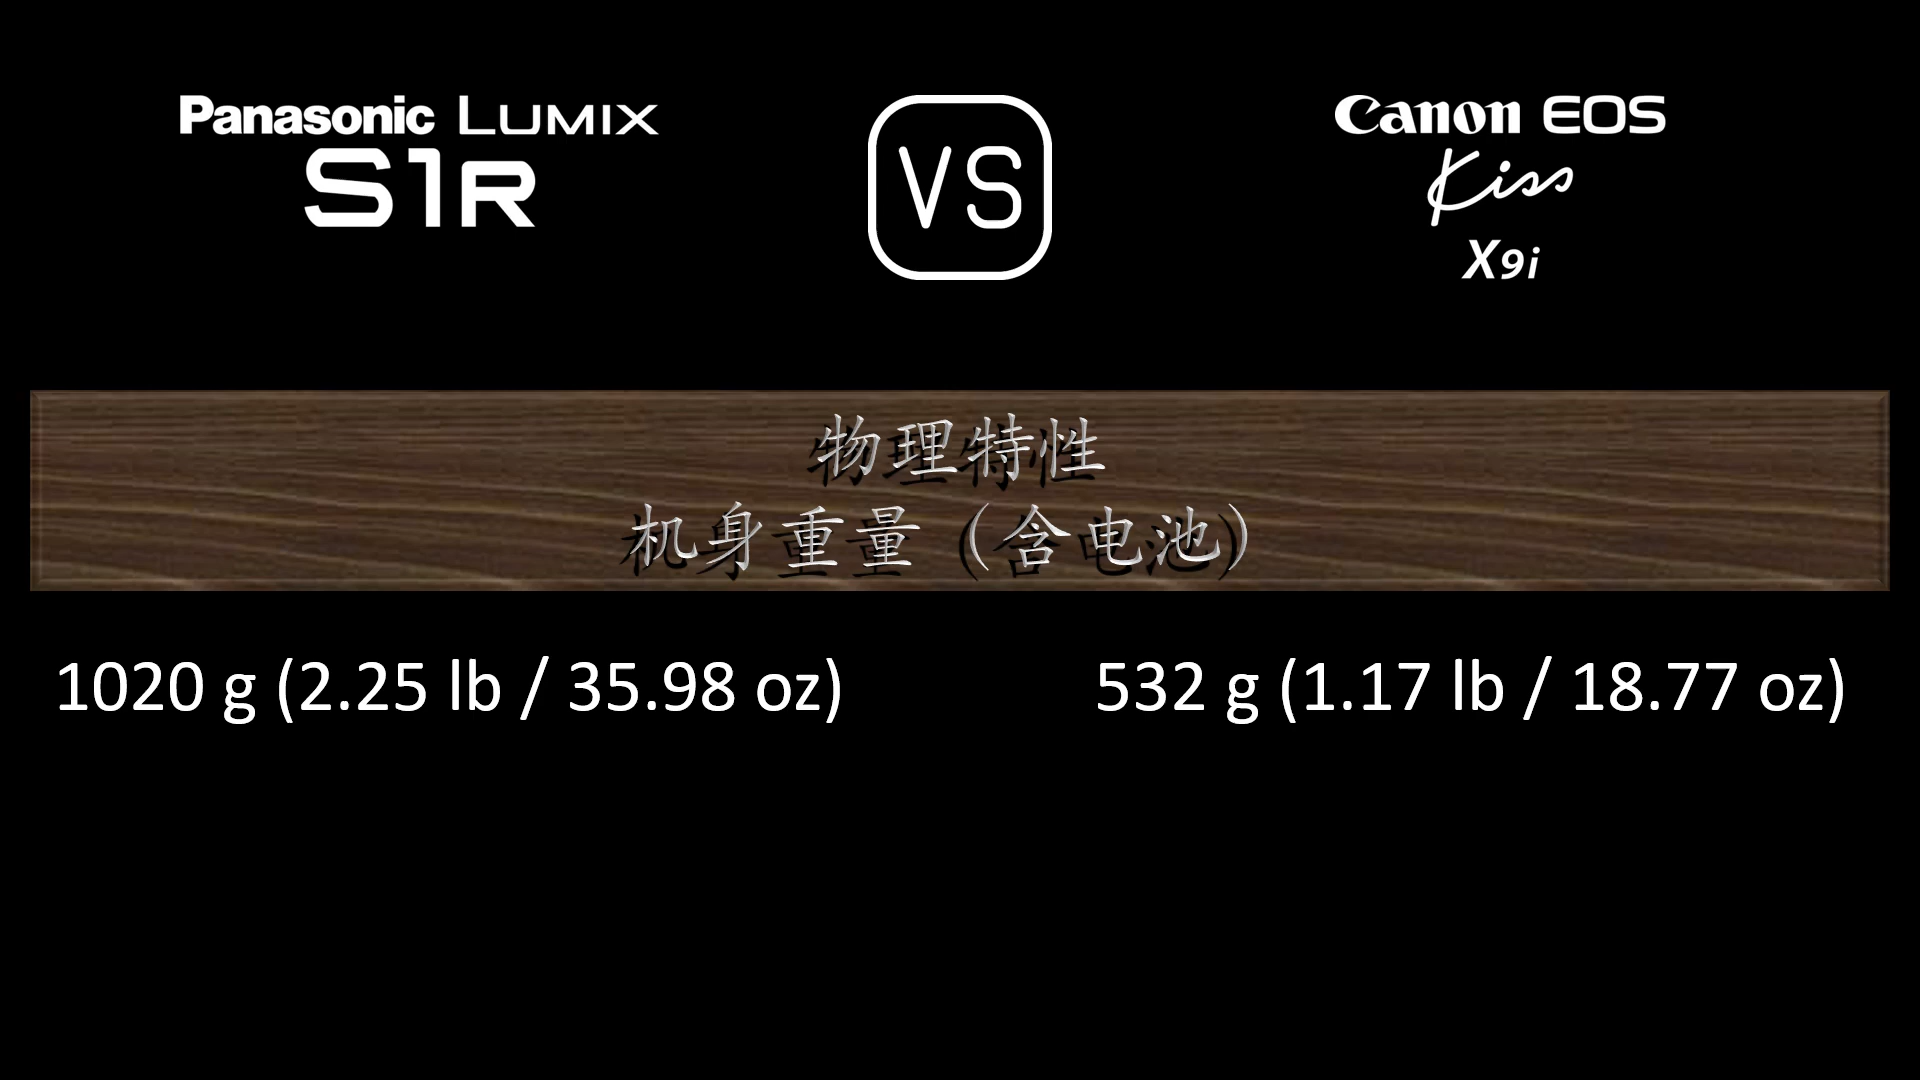 Panasonic LUMIX
S1R
VS
Canon EOS
Kiss
X9i
物理特性
机身重量（含电池）
1020 g (2.25 lb / 35.98 oz)
532 g (1.17 lb / 18.77 oz)